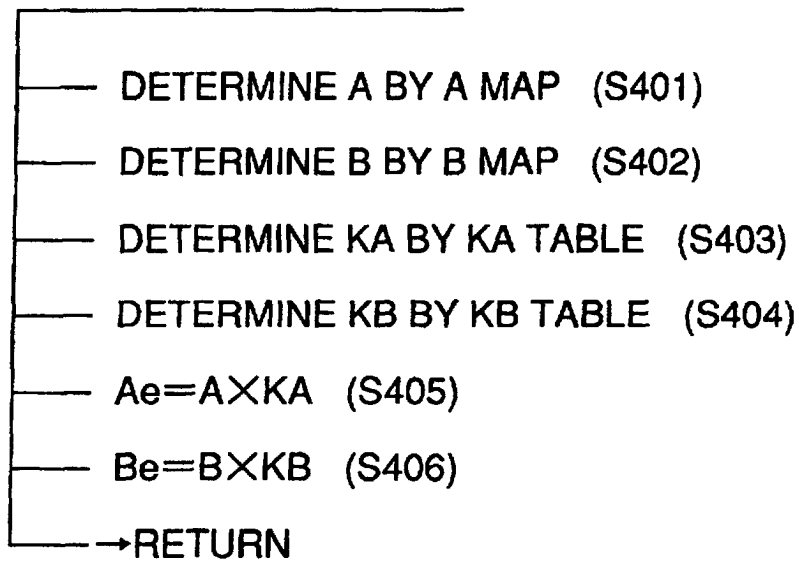 DETERMINE A BY A MAP (S401)
DETERMINE B BY B MAP (S402)
DETERMINE KA BY KA TABLE (S403)
DETERMINE KB BY KB TABLE (S404)
Ae=A×KA (S405)
Be=B×KB (S406)
→RETURN